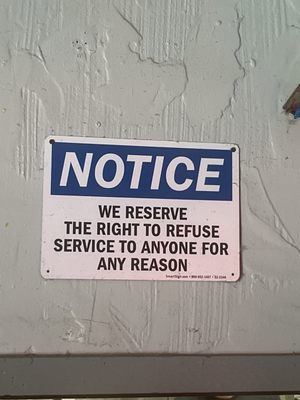 NOTICE
WE RESERVE
THE RIGHT TO REFUSE
SERVICE TO ANYONE FOR
ANY REASON